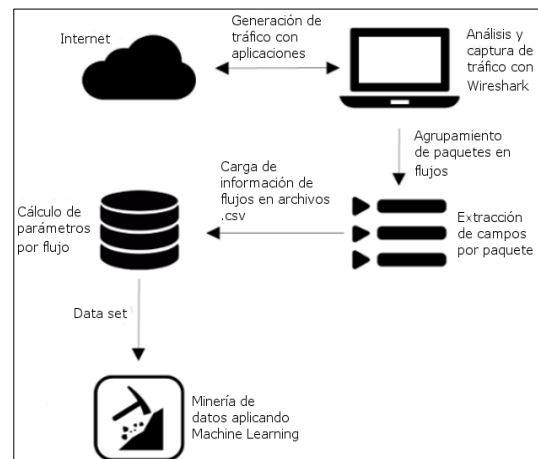 Internet
Generación de
tráfico con
aplicaciones
Análisis y
captura de
tráfico con
Wireshark
Agrupamiento
de paquetes en
flujos
Extracción
de campos
por paquete
Carga de
información de
flujos en archivos
.csv
Cálculo de
parámetros
por flujo
Data set
Minería de
datos aplicando
Machine Learning